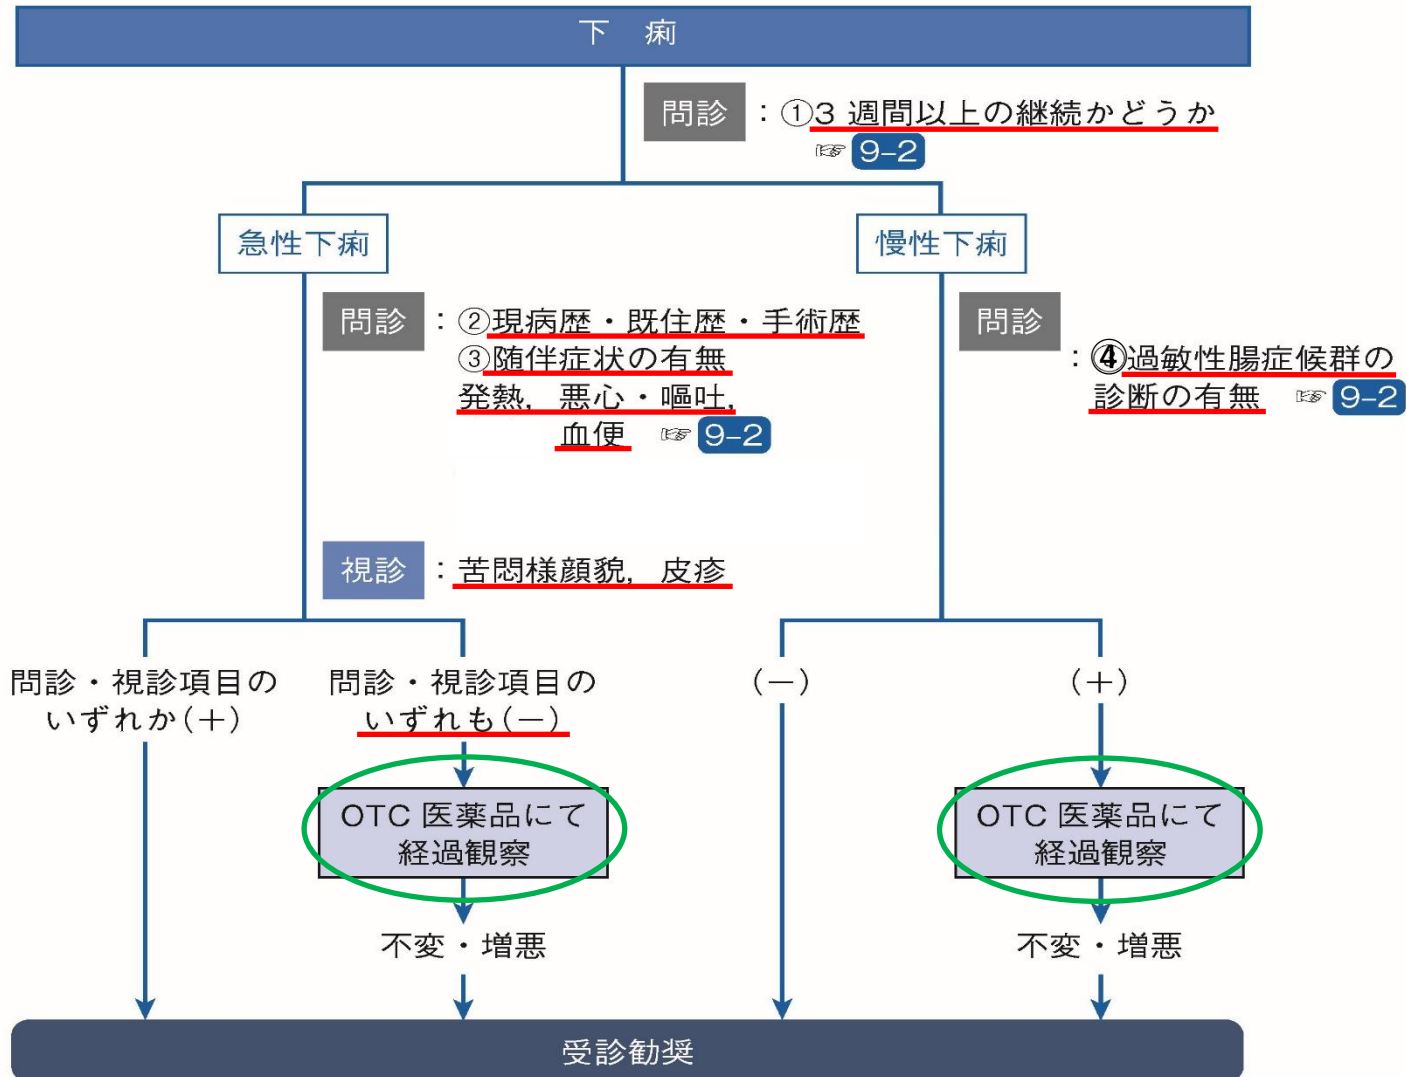 下 痢
問診：①3 週間以上の継続かどうか
☞ 9-2
急性下痢
慢性下痢
問診：②現病歴・既往歴・手術歴
③随伴症状の有無
発熱，悪心・嘔吐，
血便 ☞ 9-2
問診
：④過敏性腸症候群の
診断の有無 ☞ 9-2
視診：苦悶様顔貌，皮疹
問診・視診項目の
いずれか(＋)
問診・視診項目の
いずれも(－)
(－)
(＋)
OTC 医薬品にて
経過観察
OTC 医薬品にて
経過観察
不変・増悪
不変・増悪
受診勧奨